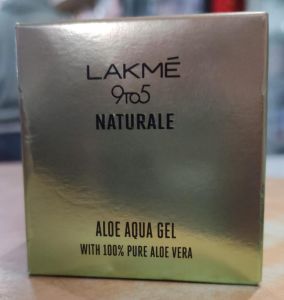 LAKMÉ
9TO5
NATURALE
ALOE AQUA GEL
WITH 100% PURE ALOE VERA